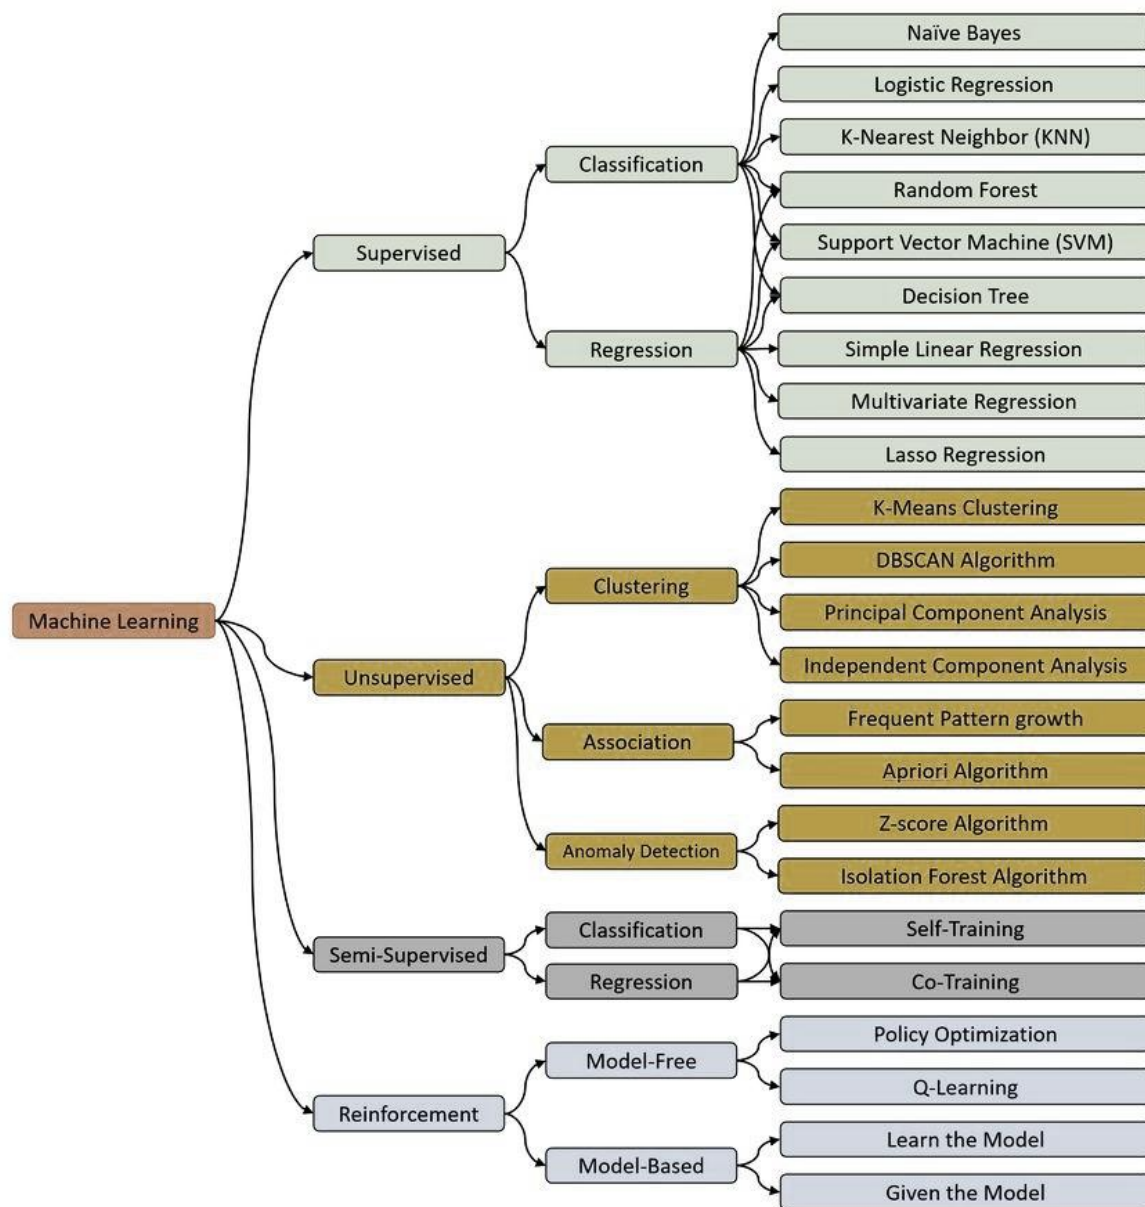 Machine Learning
Supervised
Classification
Naïve Bayes
Logistic Regression
K-Nearest Neighbor (KNN)
Random Forest
Support Vector Machine (SVM)
Decision Tree
Regression
Simple Linear Regression
Multivariate Regression
Lasso Regression
Unsupervised
Clustering
K-Means Clustering
DBSCAN Algorithm
Principal Component Analysis
Independent Component Analysis
Association
Frequent Pattern growth
Apriori Algorithm
Anomaly Detection
Z-score Algorithm
Isolation Forest Algorithm
Semi-Supervised
Classification
Regression
Self-Training
Co-Training
Reinforcement
Model-Free
Policy Optimization
Q-Learning
Model-Based
Learn the Model
Given the Model